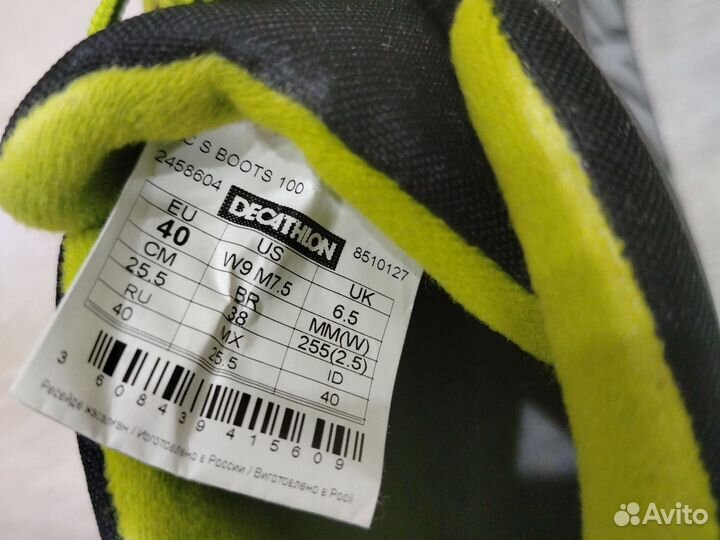 C S BOOTS 100
2458604
DECATHLON
8510127
EU US UK
40 W9 M7.5 6.5
CM BR MM(W)
25.5 38 255(2.5)
RU MX ID
40 25.5 40
3 608439 415609
Ресейде жасалған / Изготовлено в России / Виготовлено в Росії
Avito